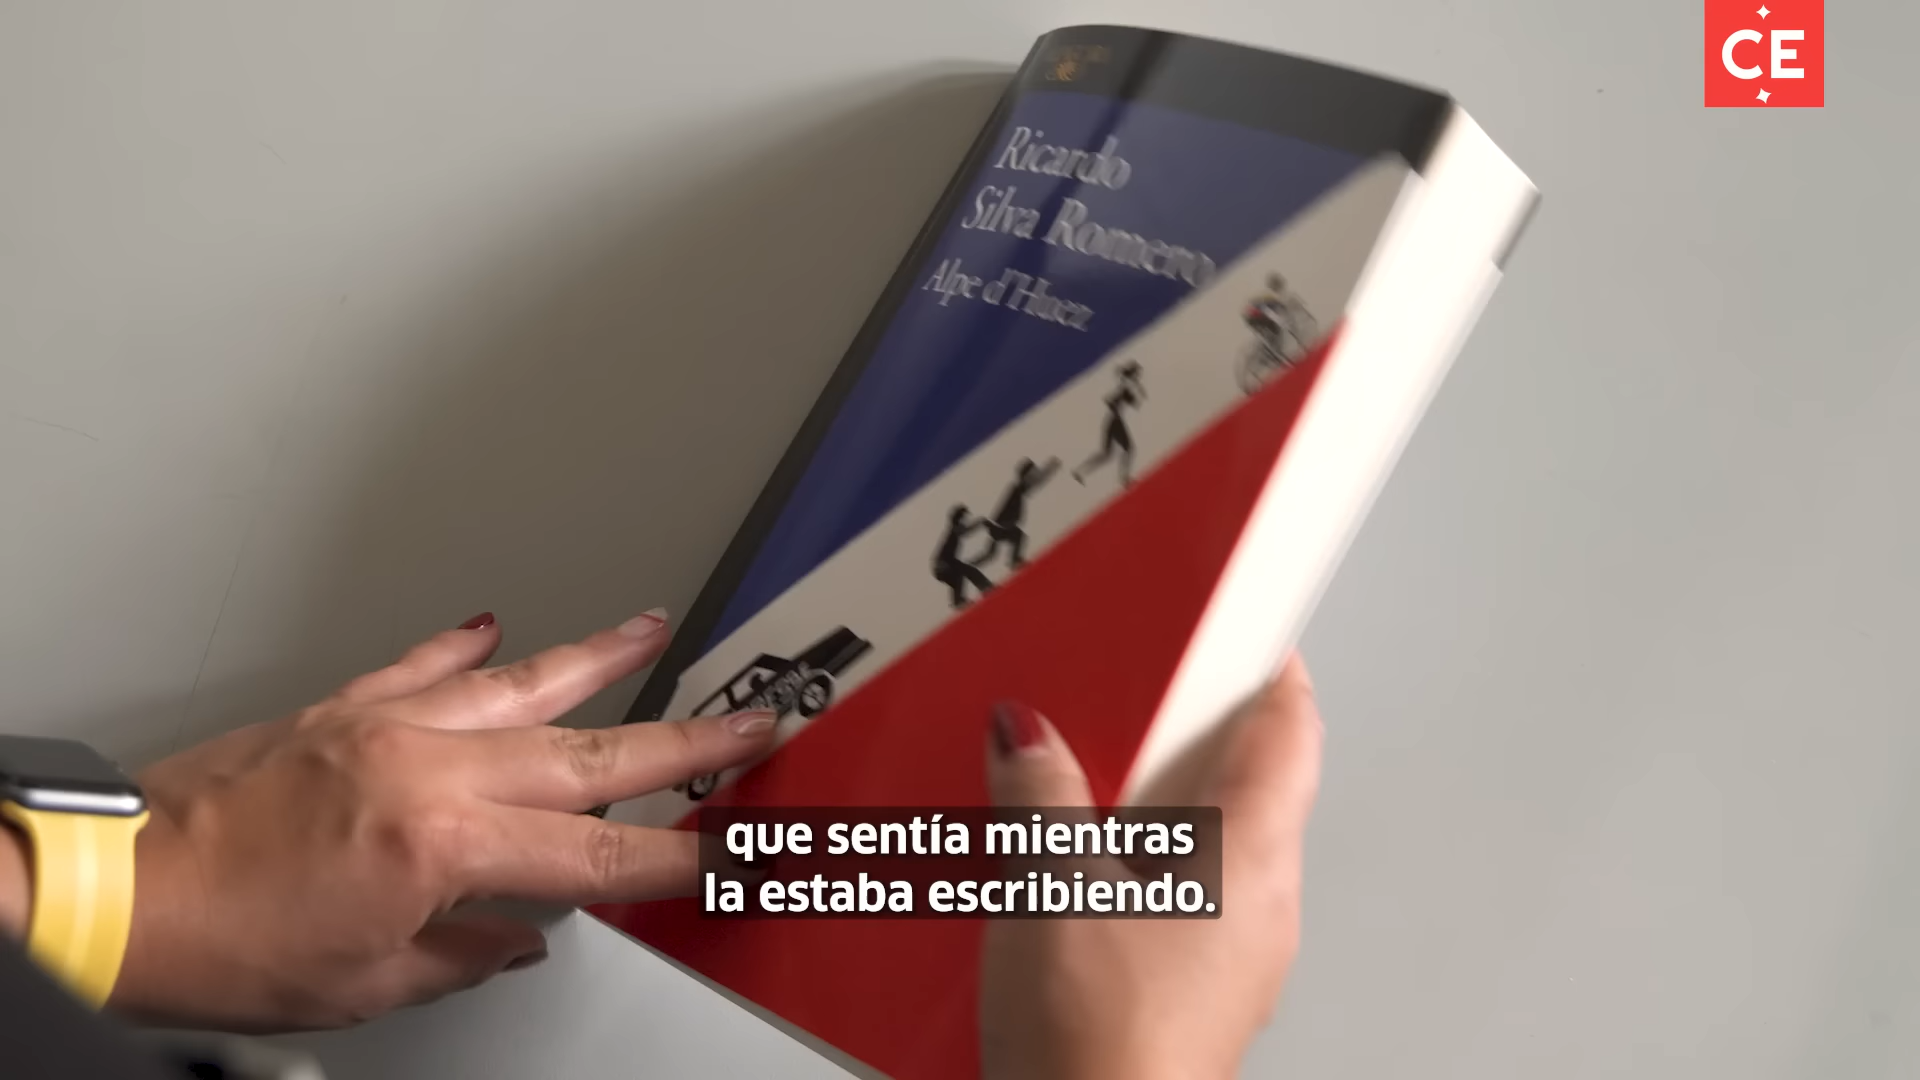 CE
Ricardo
Silva Romero
Alpe d'Huez
que sentía mientras
la estaba escribiendo.